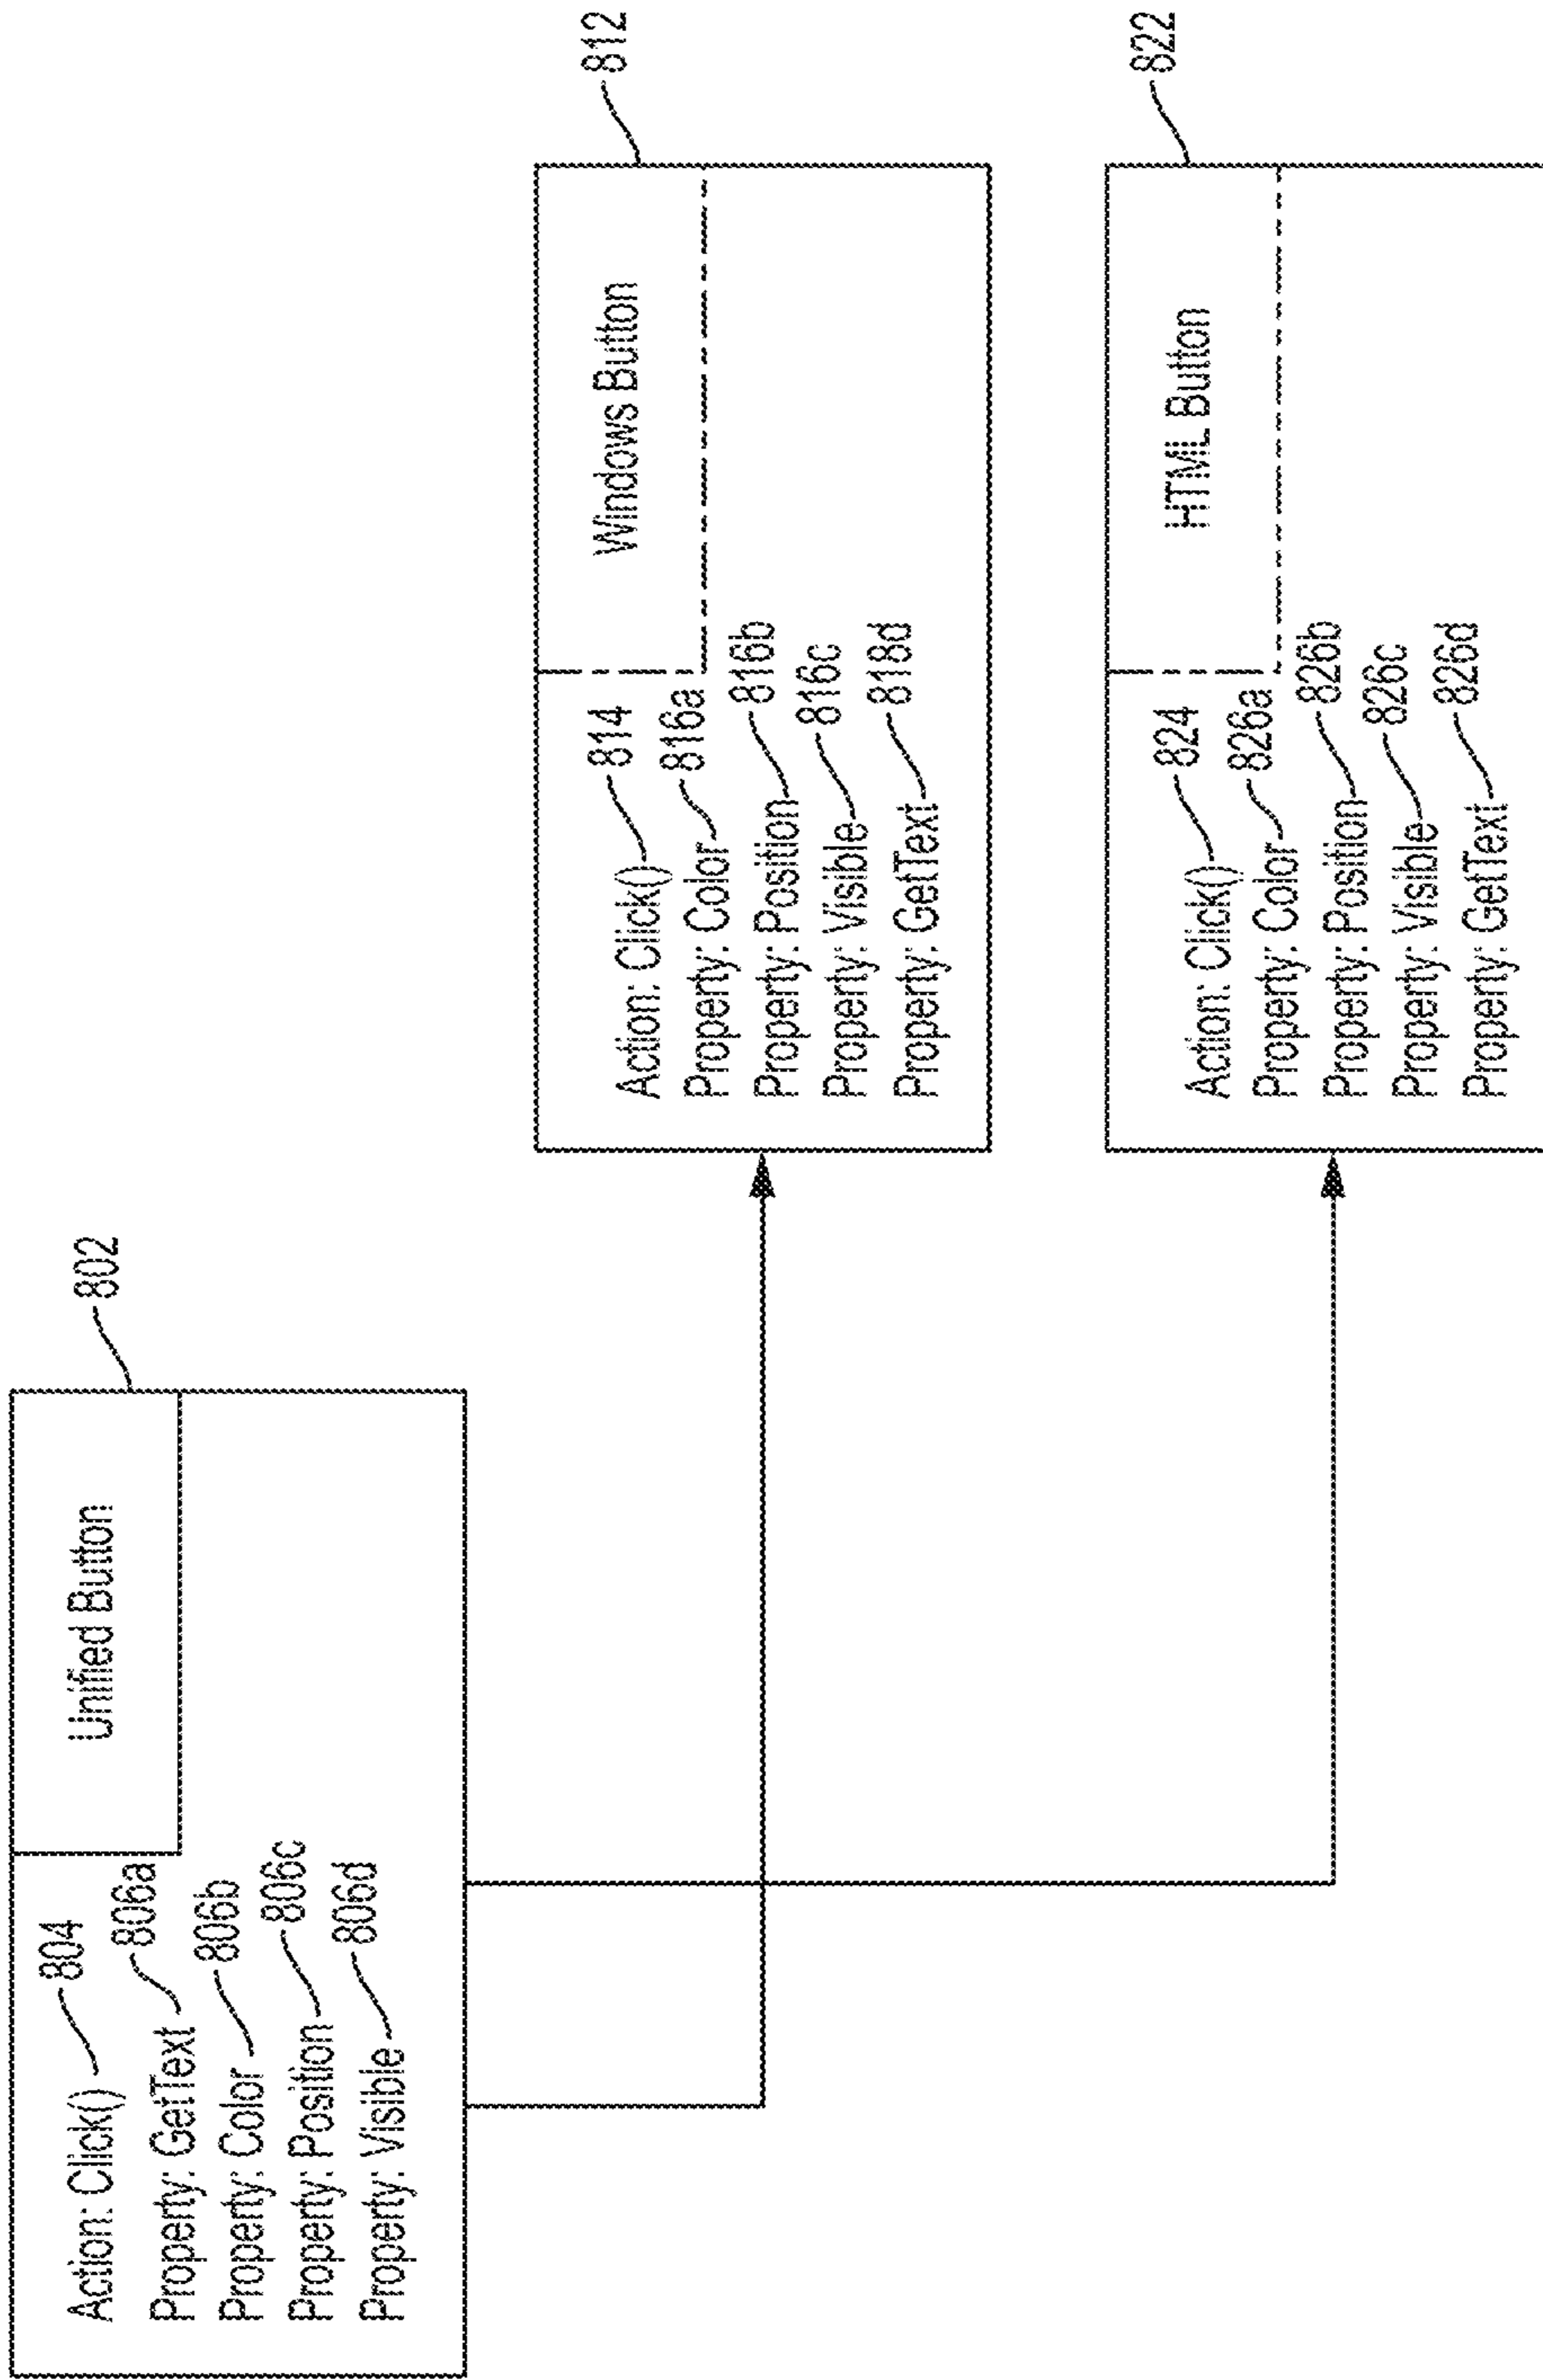 802
Unified Button
Action: Click() 804
Property: GetText 806a
Property: Color 806b
Property: Position 806c
Property: Visible 806d
812
Windows Button
Action: Click() 814
Property: Color 816a
Property: Position 816b
Property: Visible 816c
Property: GetText 818d
822
HTML Button
Action: Click() 824
Property: Color 826a
Property: Position 826b
Property: Visible 826c
Property: GetText 826d